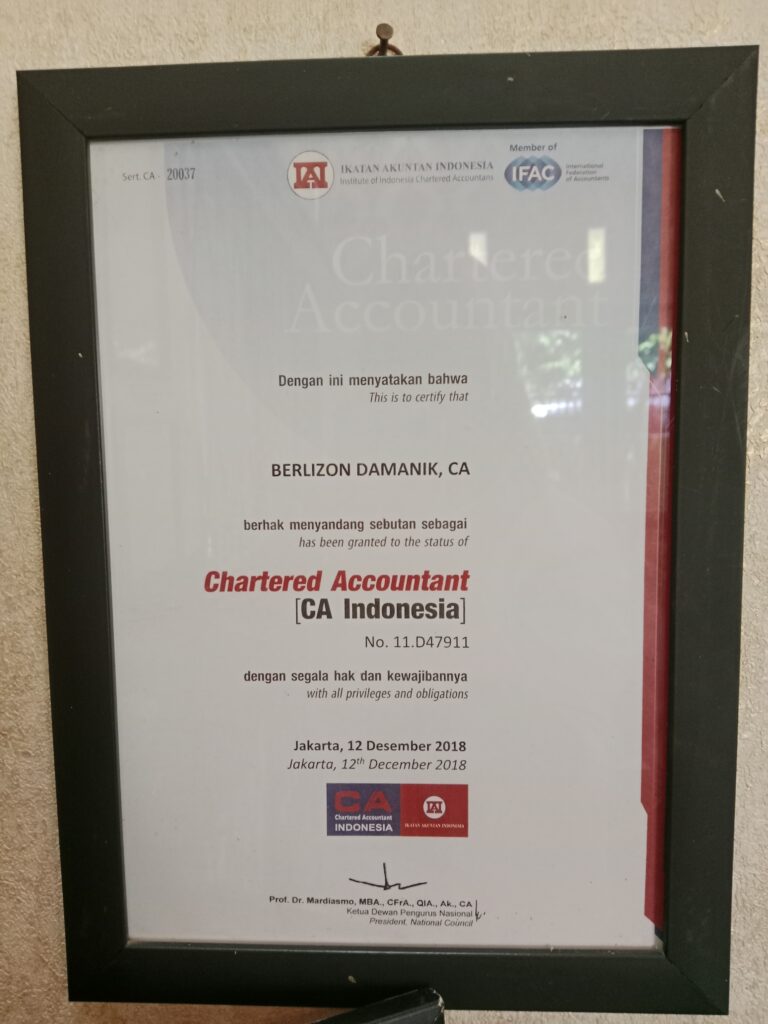 Sert. CA - 20037
IKATAN AKUNTAN INDONESIA
Institute of Indonesia Chartered Accountants
Member of
IFAC
International
Federation
of Accountants
Chartered
Accountant
Dengan ini menyatakan bahwa
This is to certify that
BERLIZON DAMANIK, CA
berhak menyandang sebutan sebagai
has been granted to the status of
Chartered Accountant
[CA Indonesia]
No. 11.D47911
dengan segala hak dan kewajibannya
with all privileges and obligations
Jakarta, 12 Desember 2018
Jakarta, 12th December 2018
CA
Chartered Accountant
INDONESIA
IKATAN AKUNTAN INDONESIA
Prof. Dr. Mardiasmo, MBA., CFrA., QIA., Ak., CA
Ketua Dewan Pengurus Nasional
President, National Council